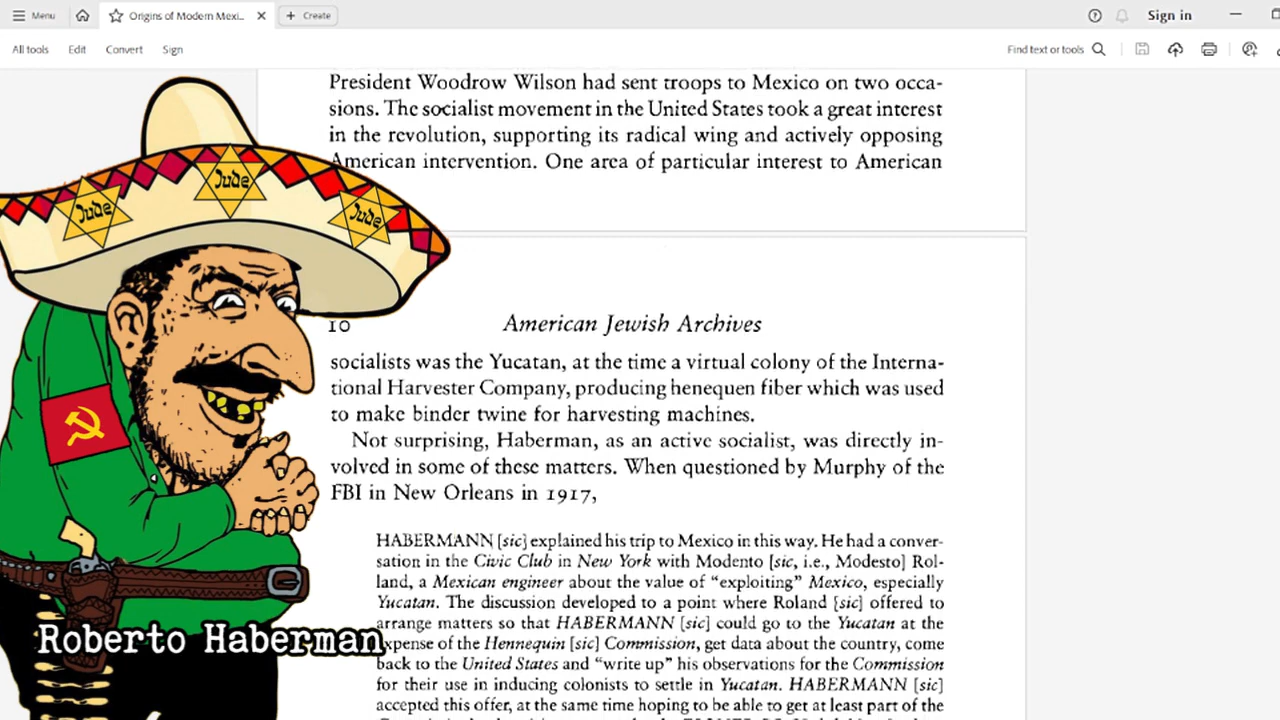 Menu
Origins of Modern Mexi...
Create
Sign in
All tools
Edit
Convert
Sign
Find text or tools
President Woodrow Wilson had sent troops to Mexico on two occa-
sions. The socialist movement in the United States took a great interest
in the revolution, supporting its radical wing and actively opposing
American intervention. One area of particular interest to American
Jude
Jude
Jude
10
American Jewish Archives
socialists was the Yucatan, at the time a virtual colony of the Interna-
tional Harvester Company, producing henequen fiber which was used
to make binder twine for harvesting machines.
Not surprising, Haberman, as an active socialist, was directly in-
volved in some of these matters. When questioned by Murphy of the
FBI in New Orleans in 1917,
HABERMANN [sic] explained his trip to Mexico in this way. He had a conver-
sation in the Civic Club in New York with Modento [sic, i.e., Modesto] Rol-
land, a Mexican engineer about the value of "exploiting" Mexico, especially
Yucatan. The discussion developed to a point where Roland [sic] offered to
arrange matters so that HABERMANN [sic] could go to the Yucatan at the
expense of the Hennequin [sic] Commission, get data about the country, come
back to the United States and "write up" his observations for the Commission
for their use in inducing colonists to settle in Yucatan. HABERMANN [sic]
accepted this offer, at the same time hoping to be able to get at least part of the
Roberto Haberman